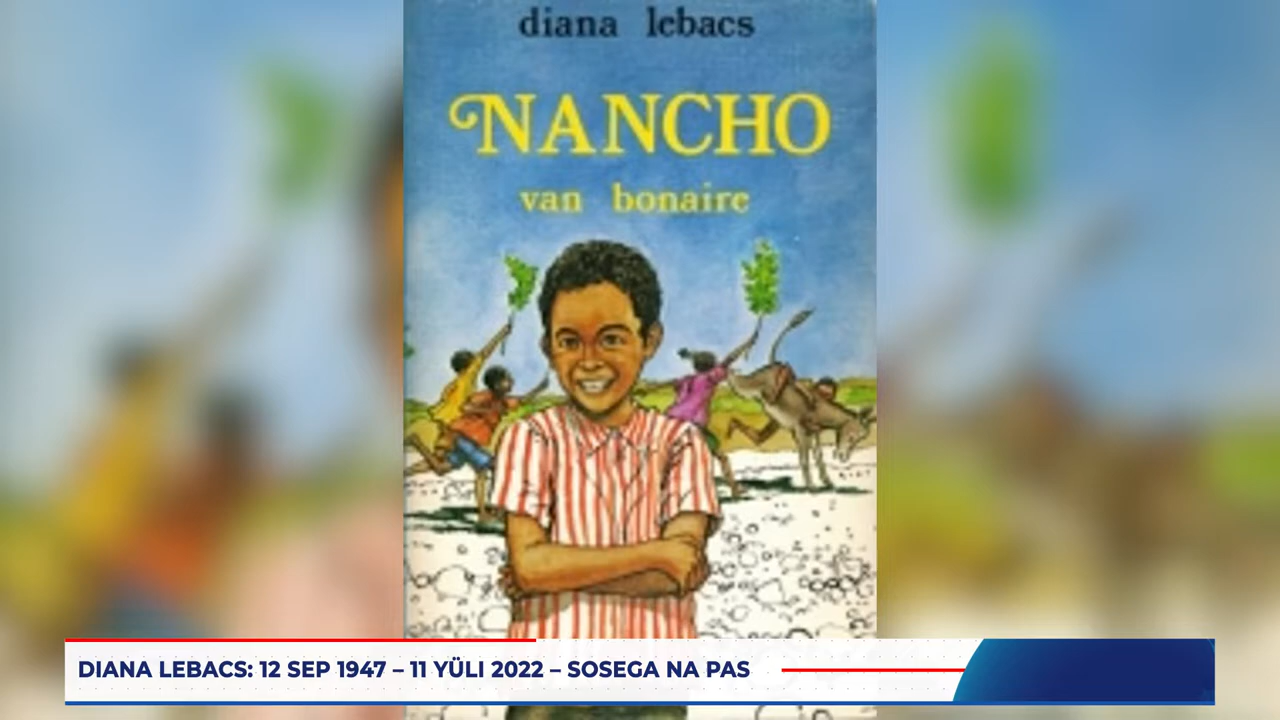 diana lebacs
NANCHO
van bonaire
DIANA LEBACS: 12 SEP 1947 – 11 YÜLI 2022 – SOSEGA NA PAS